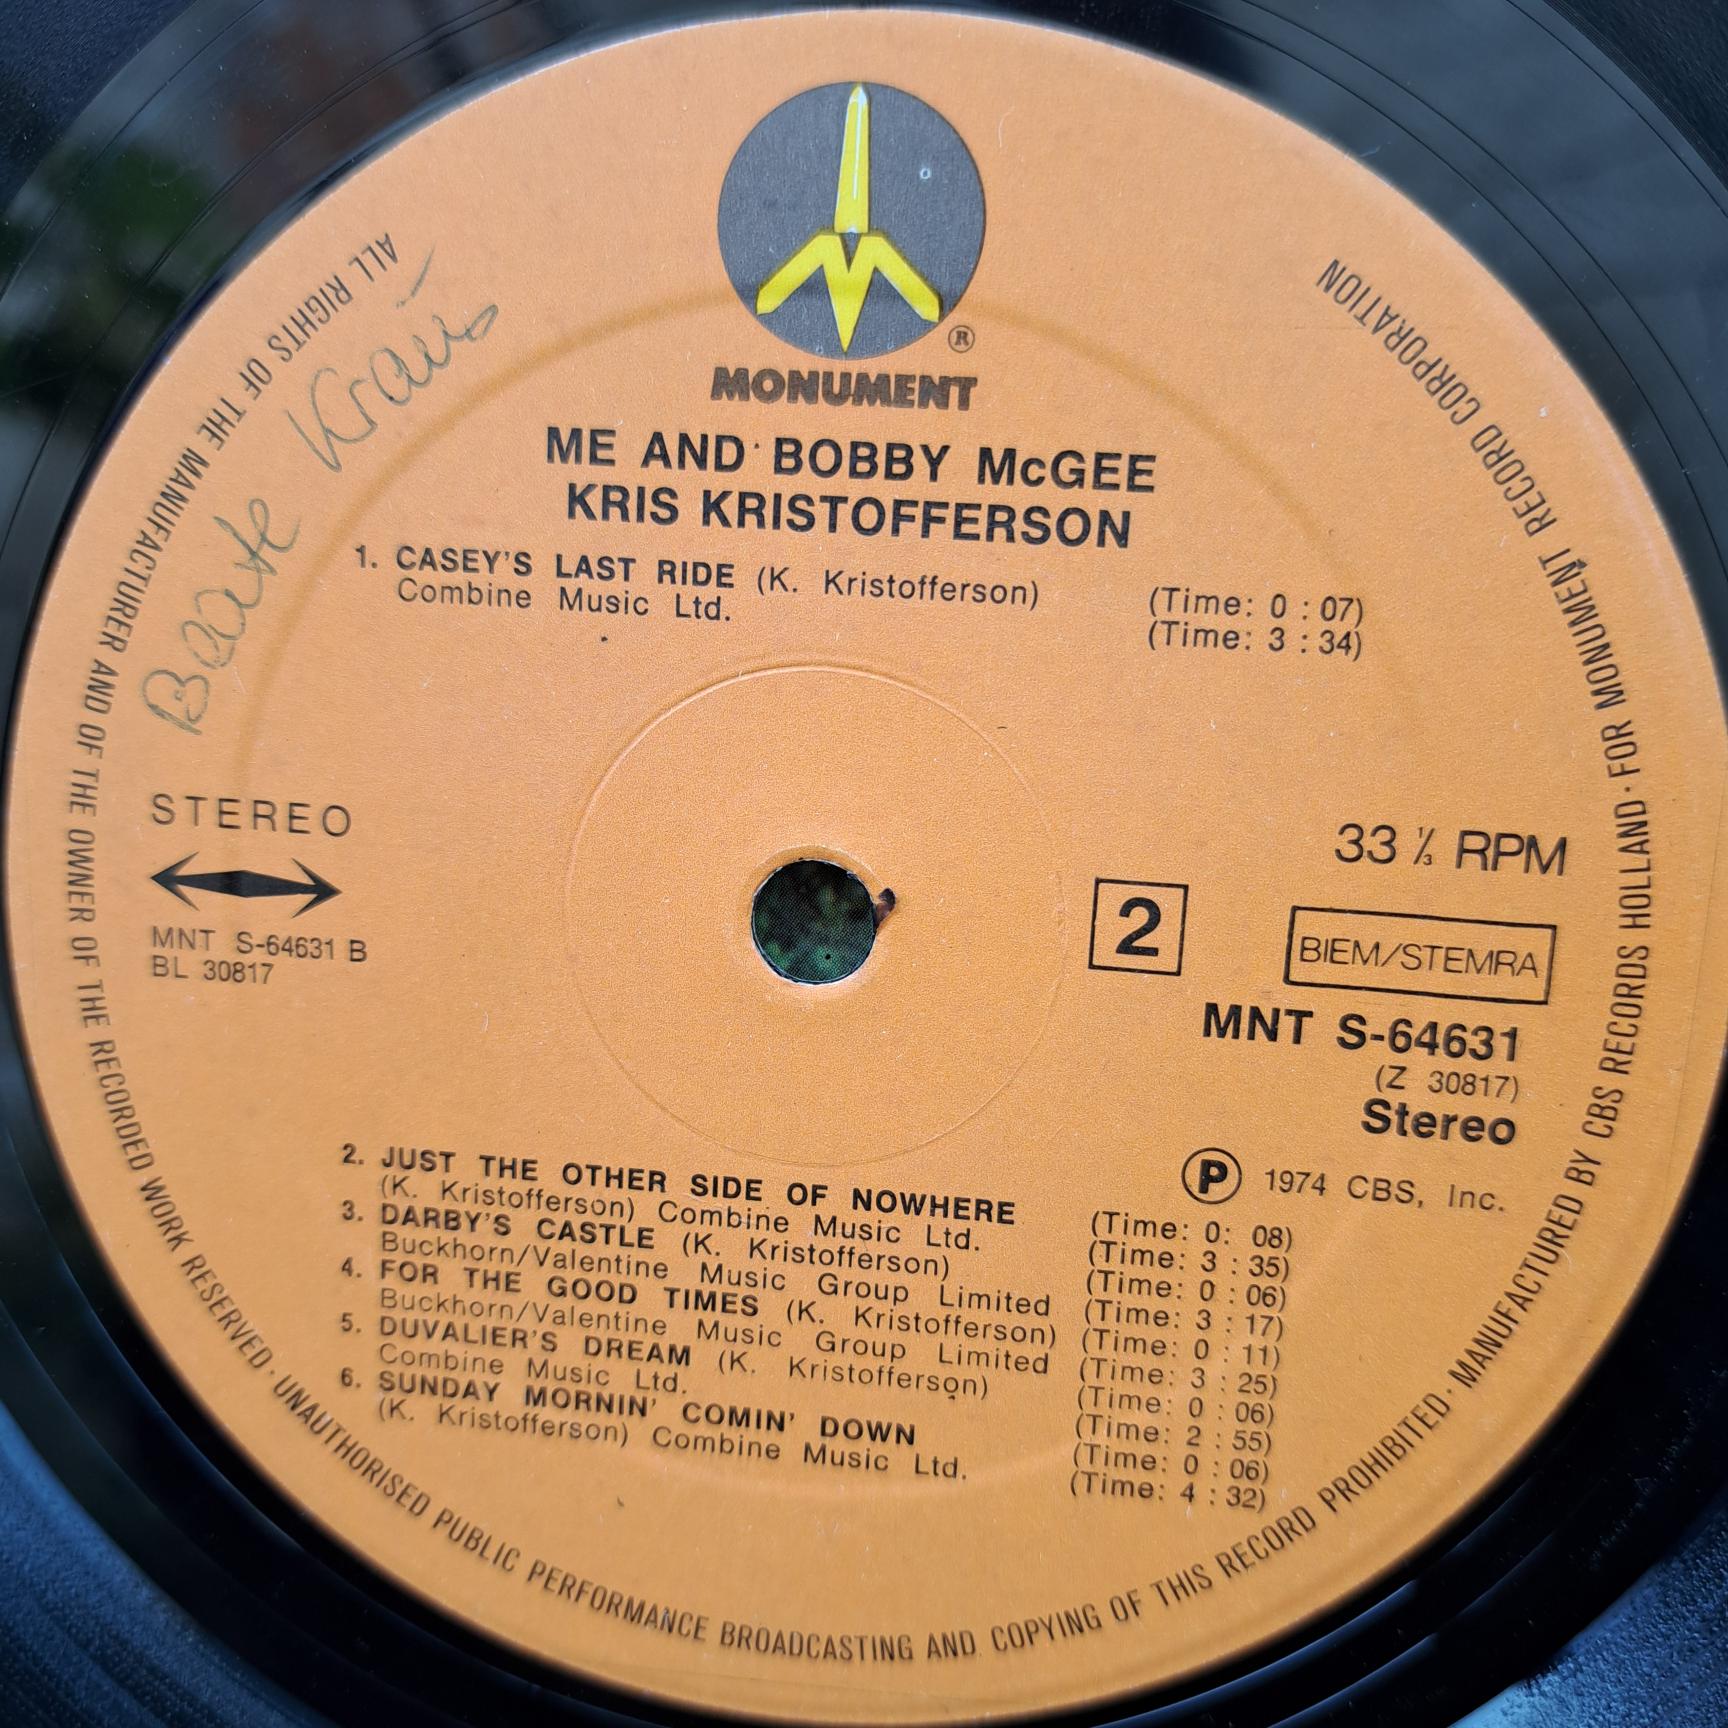 MONUMENT ®
ME AND BOBBY McGEE
KRIS KRISTOFFERSON
1. CASEY'S LAST RIDE (K. Kristofferson) (Time: 0 : 07)
Combine Music Ltd. (Time: 3 : 34)
Beate Kraus
STEREO
MNT S-64631 B
BL 30817
33 ⅓ RPM
2
BIEM/STEMRA
MNT S-64631
(Z 30817)
Stereo
Ⓟ 1974 CBS, Inc.
2. JUST THE OTHER SIDE OF NOWHERE (Time: 0: 08)
(K. Kristofferson) Combine Music Ltd. (Time: 3 : 35)
3. DARBY'S CASTLE (K. Kristofferson) (Time: 0 : 06)
Buckhorn/Valentine Music Group Limited (Time: 3 : 17)
4. FOR THE GOOD TIMES (K. Kristofferson) (Time: 0 : 11)
Buckhorn/Valentine Music Group Limited (Time: 3 : 25)
5. DUVALIER'S DREAM (K. Kristofferson) (Time: 0 : 06)
Combine Music Ltd. (Time: 2 : 55)
6. SUNDAY MORNIN' COMIN' DOWN (Time: 0 : 06)
(K. Kristofferson) Combine Music Ltd. (Time: 4 : 32)
ALL RIGHTS OF THE MANUFACTURER AND OF THE OWNER OF THE RECORDED WORK RESERVED · UNAUTHORISED PUBLIC PERFORMANCE BROADCASTING AND COPYING OF THIS RECORD PROHIBITED · MANUFACTURED BY CBS RECORDS HOLLAND · FOR MONUMENT RECORD CORPORATION